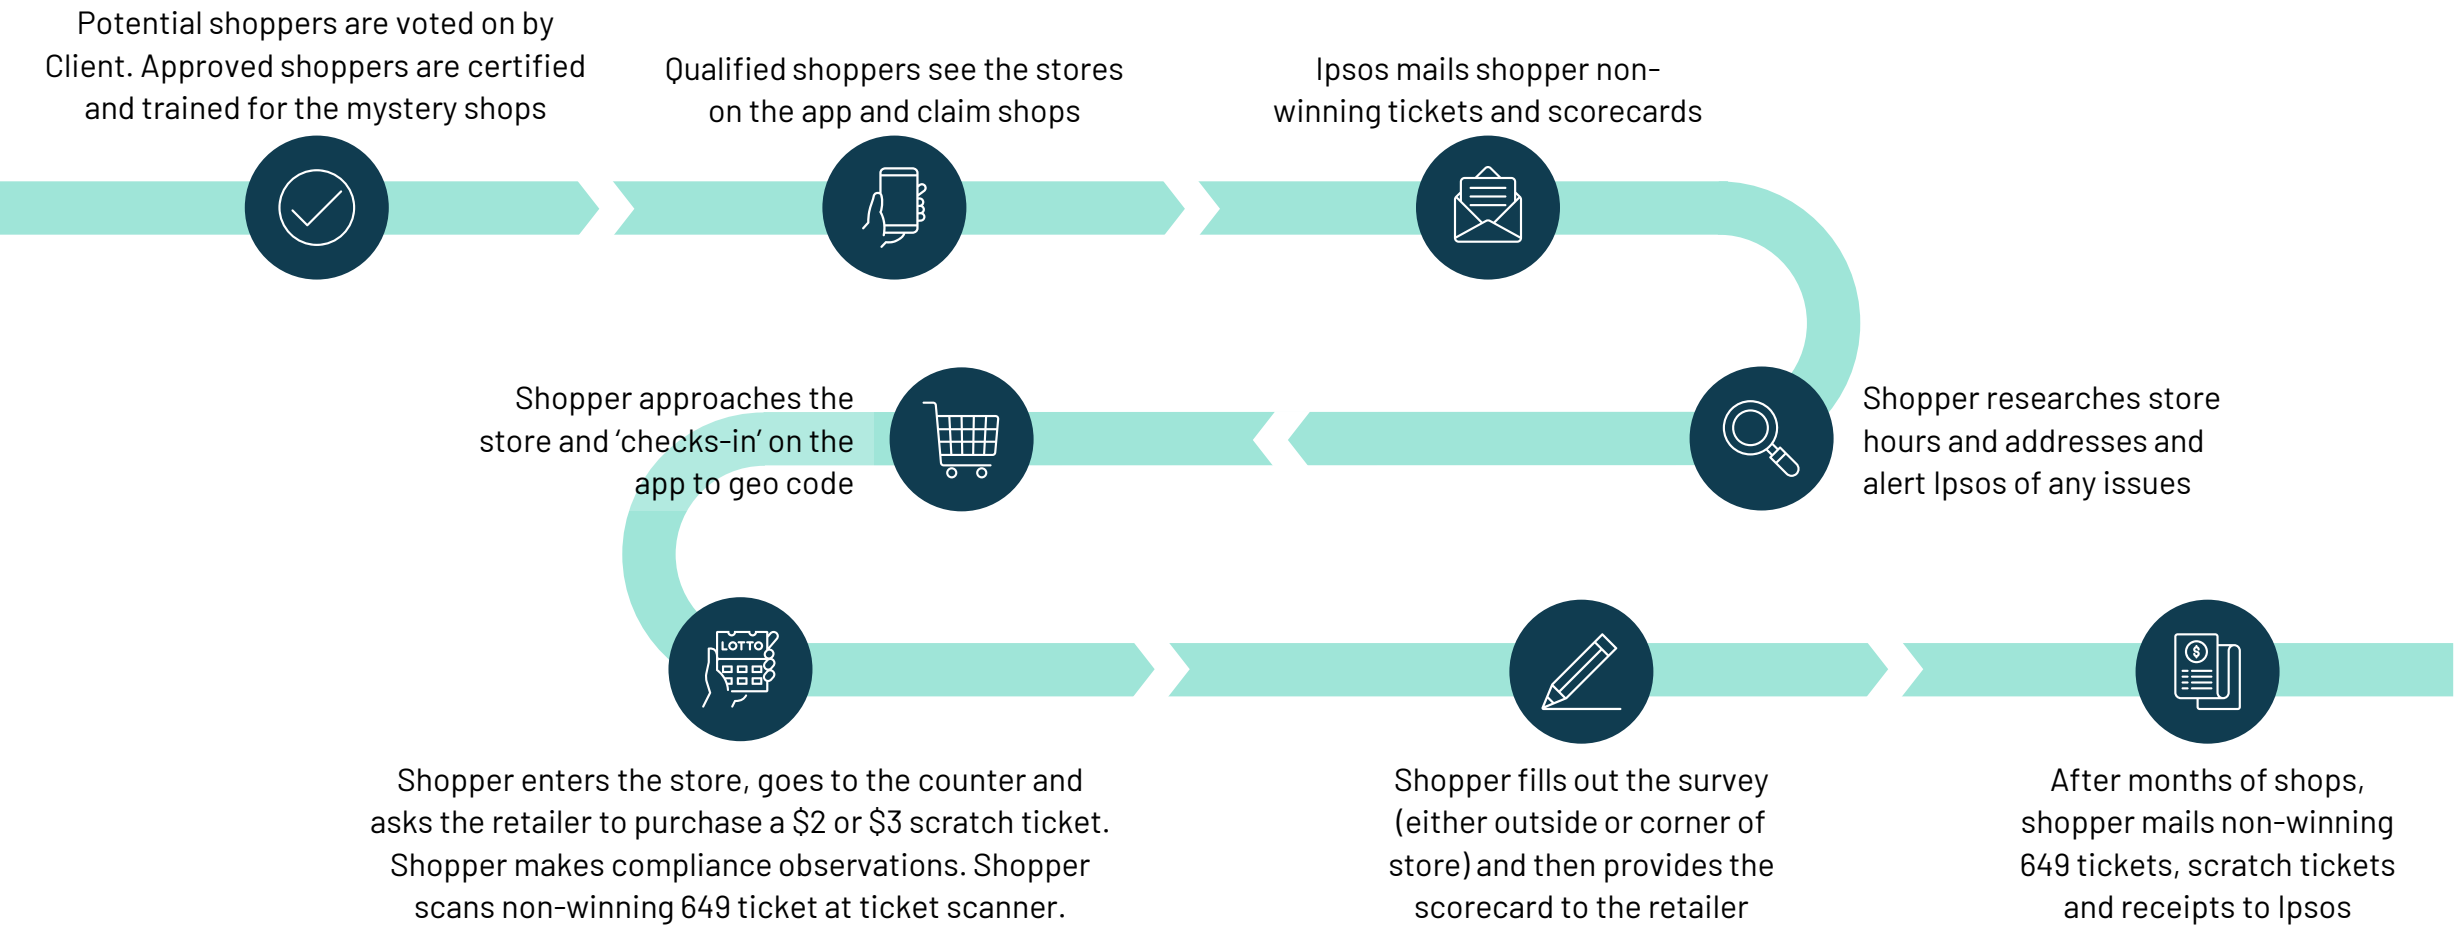 Potential shoppers are voted on by
Client. Approved shoppers are certified
and trained for the mystery shops
Qualified shoppers see the stores
on the app and claim shops
Ipsos mails shopper non-
winning tickets and scorecards
Shopper researches store
hours and addresses and
alert Ipsos of any issues
Shopper approaches the
store and ‘checks-in’ on the
app to geo code
LOTTO
Shopper enters the store, goes to the counter and
asks the retailer to purchase a $2 or $3 scratch ticket.
Shopper makes compliance observations. Shopper
scans non-winning 649 ticket at ticket scanner.
Shopper fills out the survey
(either outside or corner of
store) and then provides the
scorecard to the retailer
$
After months of shops,
shopper mails non-winning
649 tickets, scratch tickets
and receipts to Ipsos